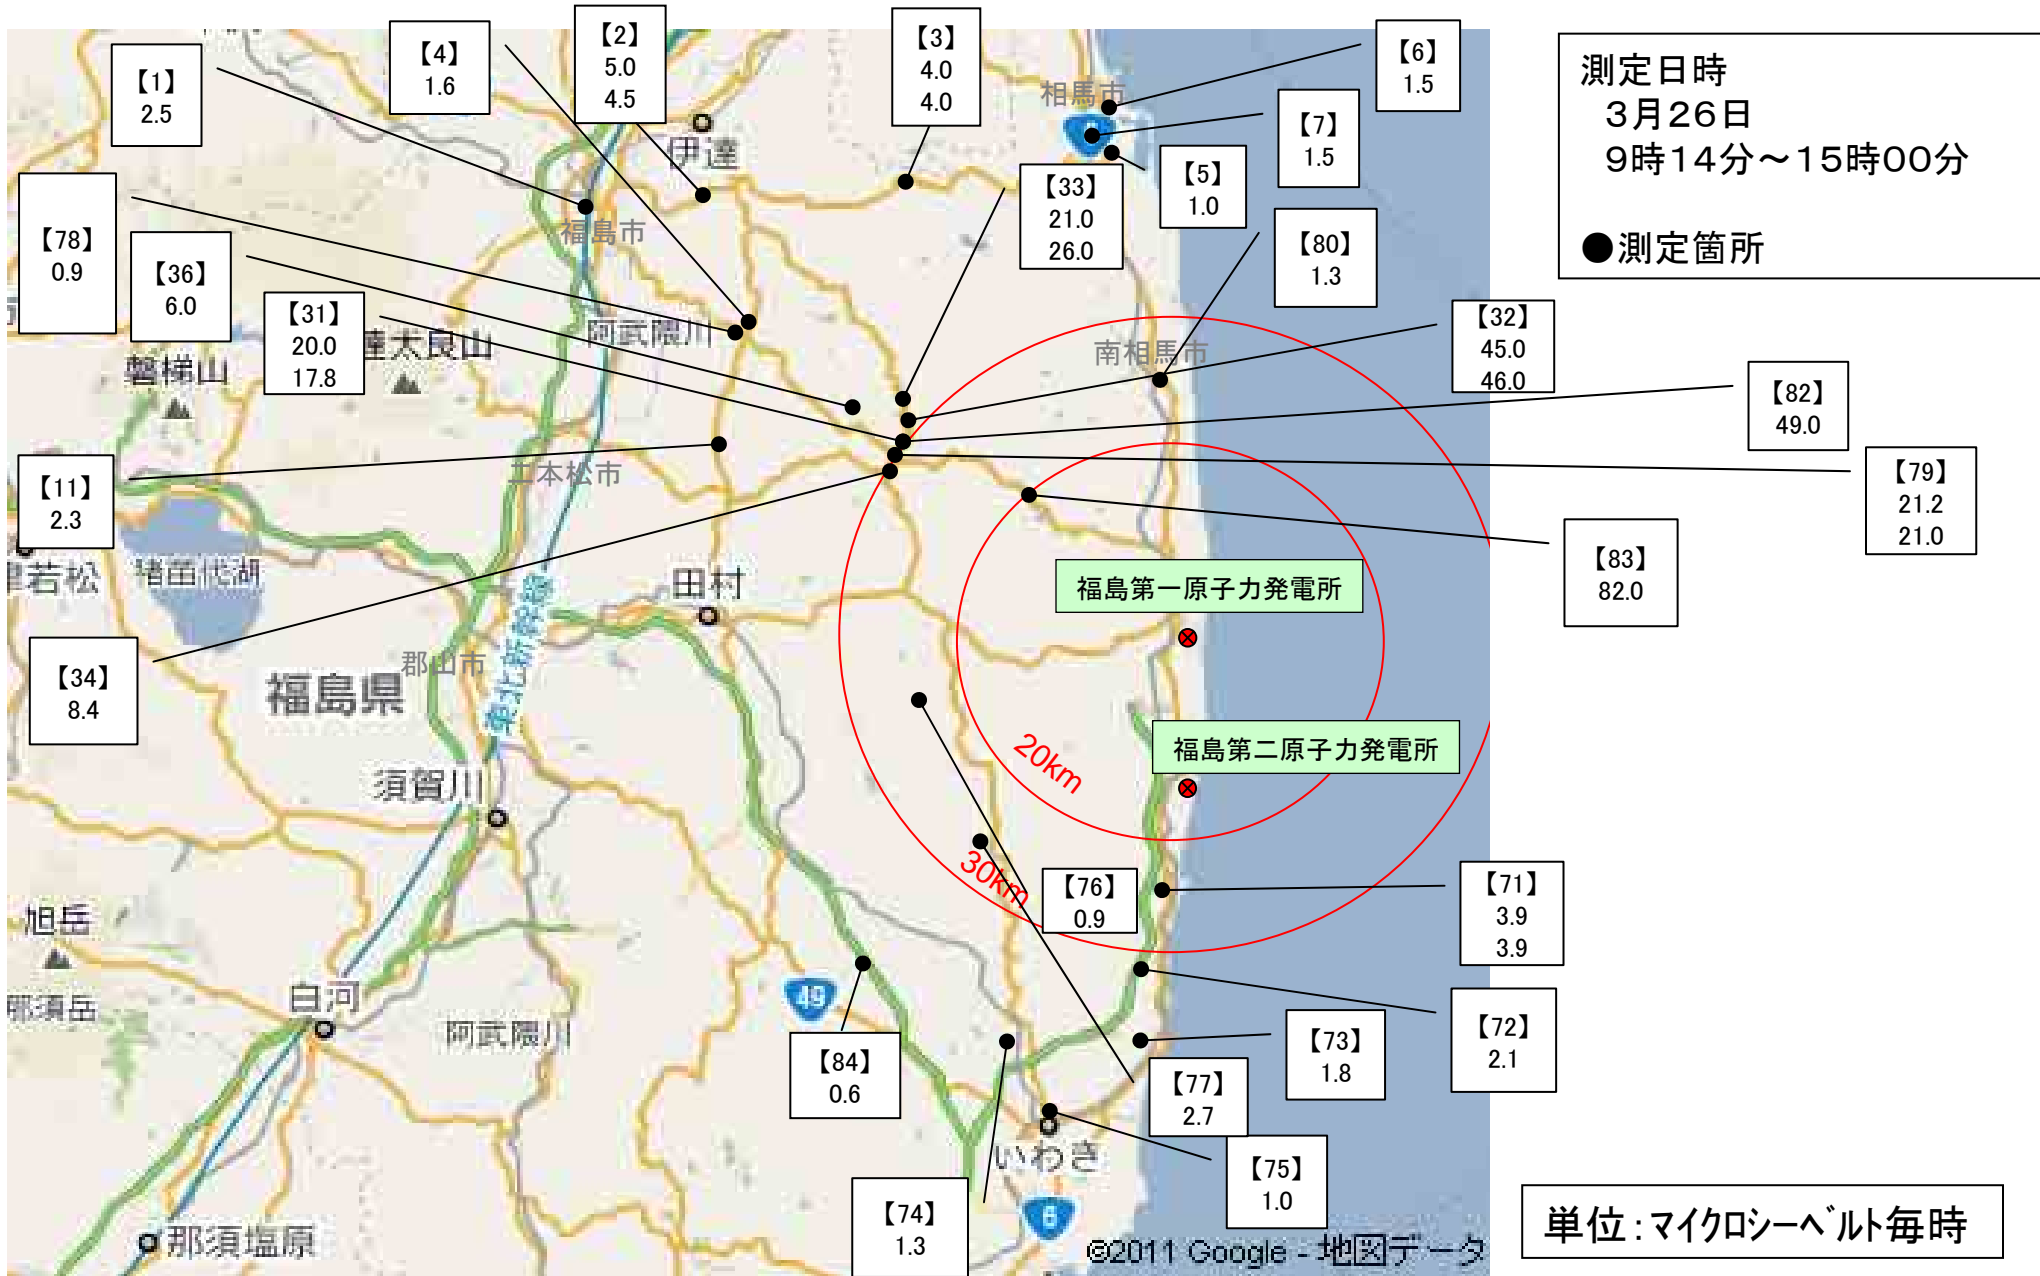 【1】
2.5
【4】
1.6
【2】
5.0
4.5
【3】
4.0
4.0
【6】
1.5
【7】
1.5
【5】
1.0
【33】
21.0
26.0
【80】
1.3
測定日時
3月26日
9時14分～15時00分
●測定箇所
相馬市
伊達
福島市
【78】
0.9
【36】
6.0
【31】
20.0
17.8
【32】
45.0
46.0
【82】
49.0
【79】
21.2
21.0
【83】
82.0
阿武隈川
達太良山
磐梯山
南相馬市
二本松市
【11】
2.3
猪苗代湖
若松
田村
東北新幹線
郡山市
福島県
【34】
8.4
福島第一原子力発電所
福島第二原子力発電所
20km
30km
須賀川
【76】
0.9
【71】
3.9
3.9
旭岳
那須岳
白河
阿武隈川
49
【84】
0.6
【72】
2.1
【73】
1.8
【77】
2.7
いわき
【75】
1.0
【74】
1.3
6
那須塩原
©2011 Google - 地図データ
単位：マイクロシーベルト毎時